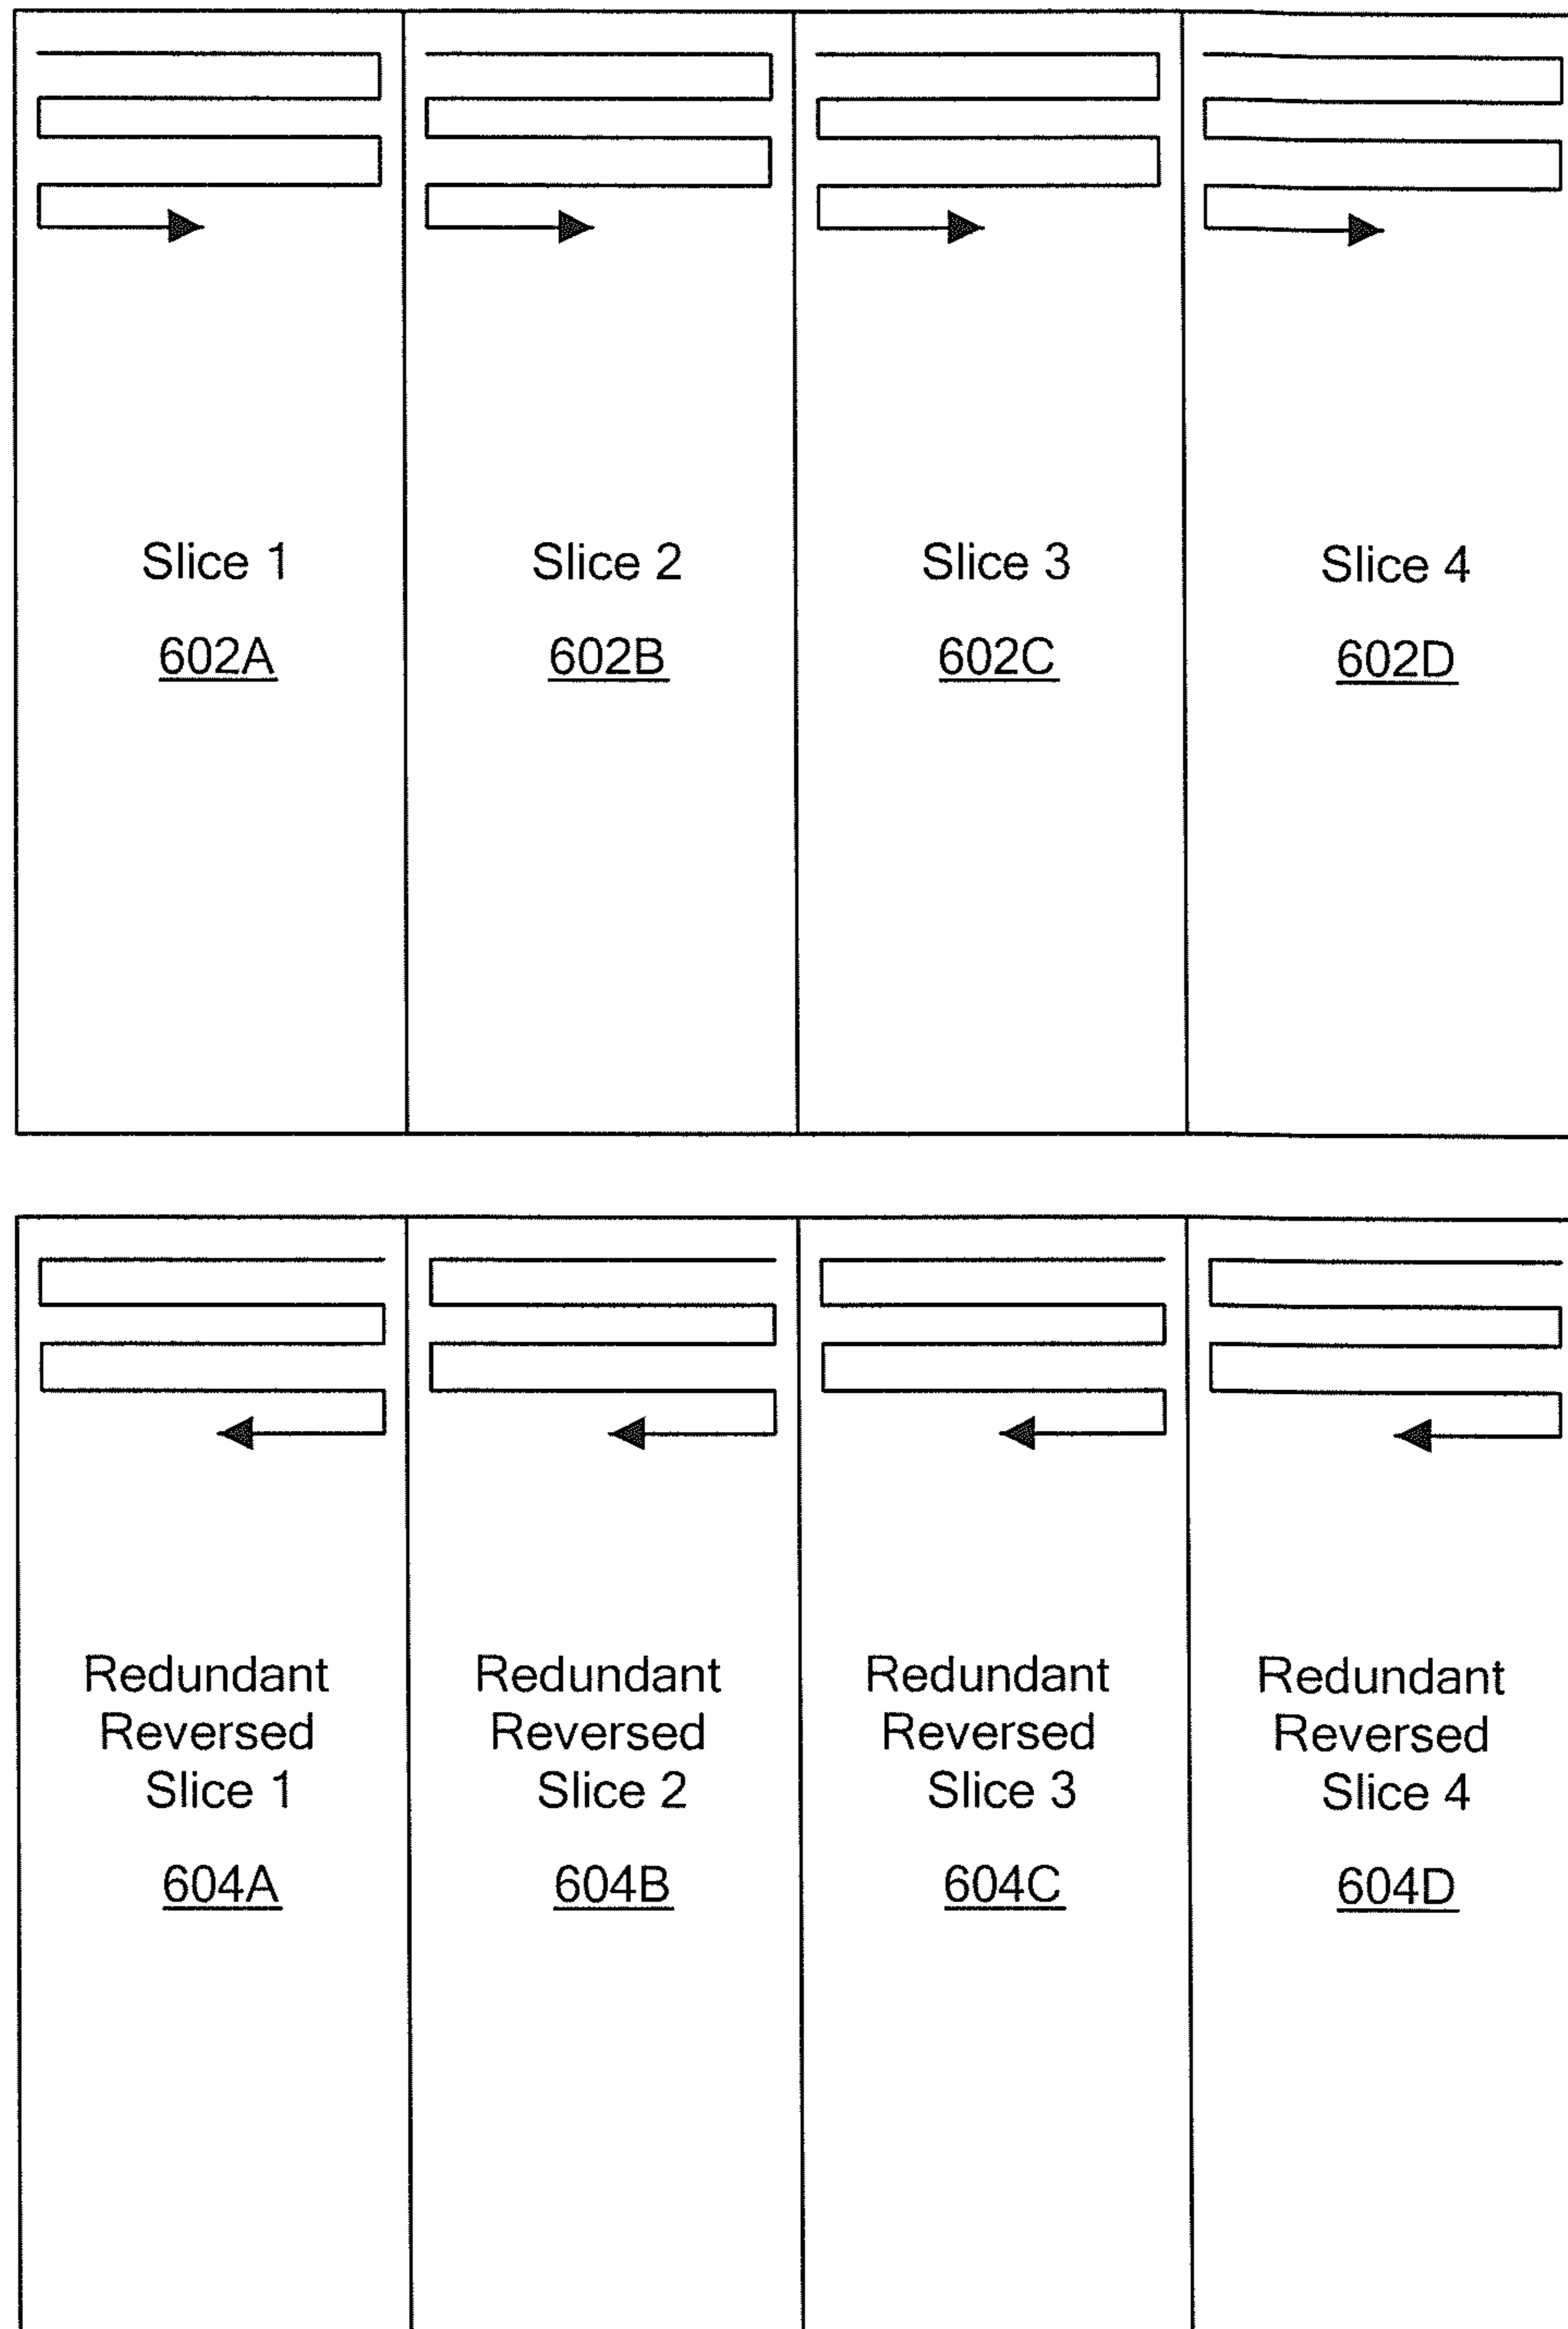 Slice 1
602A
Slice 2
602B
Slice 3
602C
Slice 4
602D
Redundant
Reversed
Slice 1
604A
Redundant
Reversed
Slice 2
604B
Redundant
Reversed
Slice 3
604C
Redundant
Reversed
Slice 4
604D